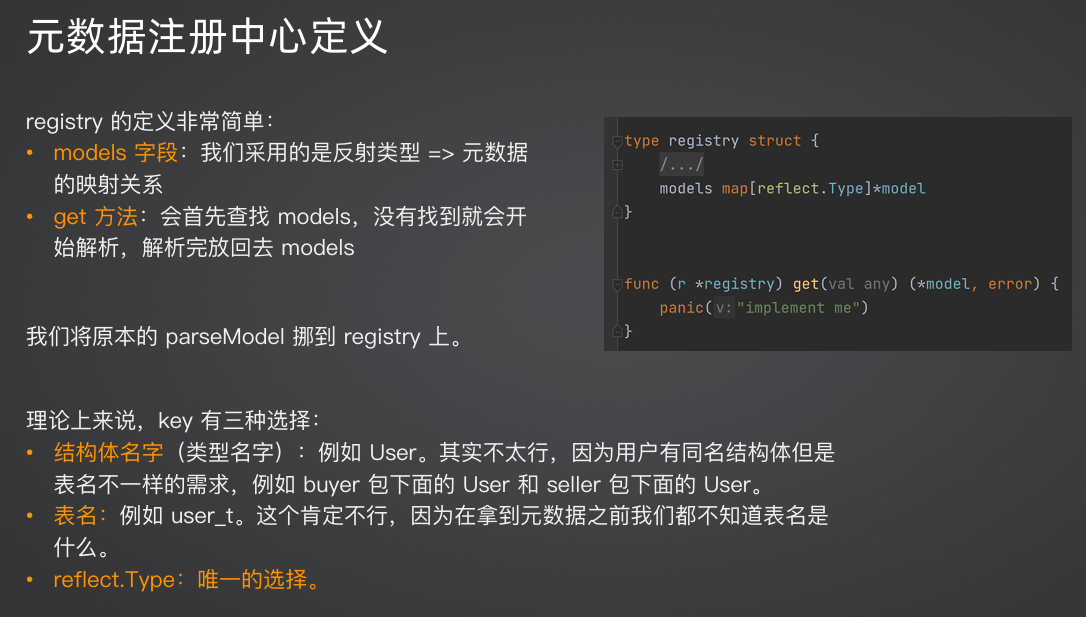 元数据注册中心定义
registry 的定义非常简单：
• models 字段：我们采用的是反射类型 => 元数据
的映射关系
• get 方法：会首先查找 models，没有找到就会开
始解析，解析完放回去 models
我们将原本的 parseModel 挪到 registry 上。
理论上来说，key 有三种选择：
• 结构体名字（类型名字）：例如 User。其实不太行，因为用户有同名结构体但是
表名不一样的需求，例如 buyer 包下面的 User 和 seller 包下面的 User。
• 表名：例如 user_t。这个肯定不行，因为在拿到元数据之前我们都不知道表名是
什么。
• reflect.Type：唯一的选择。
type registry struct {
/.../
models map[reflect.Type]*model
}
func (r *registry) get(val any) (*model, error) {
panic( v: "implement me")
}